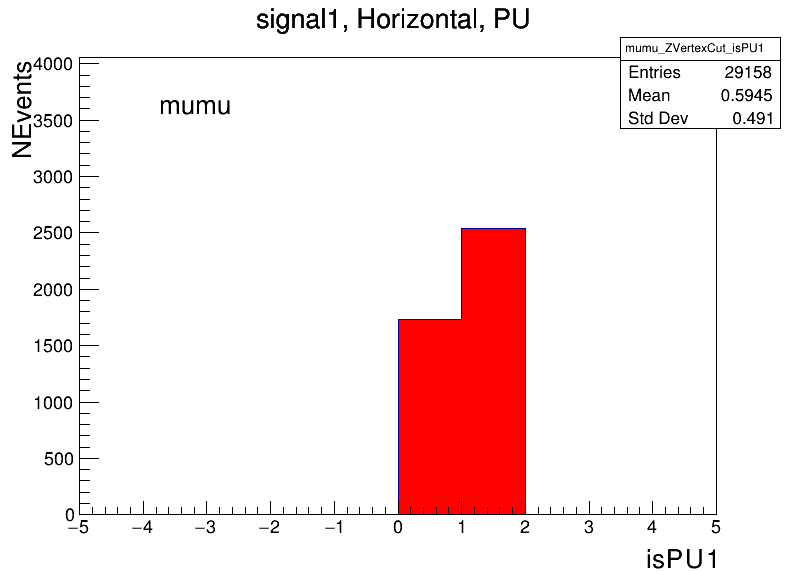 signal1, Horizontal, PU
mumu_ZVertexCut_isPU1
Entries 29158
Mean 0.5945
Std Dev 0.491
NEvents
mumu
4000
3500
3000
2500
2000
1500
1000
500
0
−5 −4 −3 −2 −1 0 1 2 3 4 5
isPU1